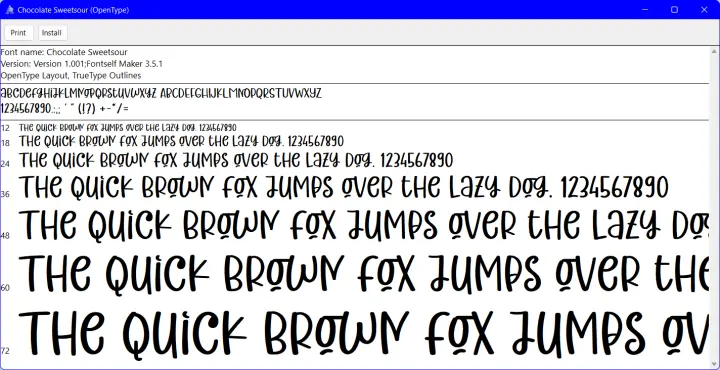 Chocolate Sweetsour (OpenType)
Print Install
Font name: Chocolate Sweetsour
Version: Version 1.001;Fontself Maker 3.5.1
OpenType Layout, TrueType Outlines
abcdefghijklmnopqrstuvwxyz ABCDEFGHIJKLMNOPQRSTUVWXYZ
1234567890.:,; ' " (!?) +-*/=
12 The quick brown fox jumps over the lazy dog. 1234567890
18 The quick brown fox jumps over the lazy dog. 1234567890
24 The quick brown fox jumps over the lazy dog. 1234567890
36 The quick brown fox jumps over the lazy dog. 1234567890
48 The quick brown fox jumps over the lazy do
60 The quick brown fox jumps over the
72 The quick brown fox jumps ov